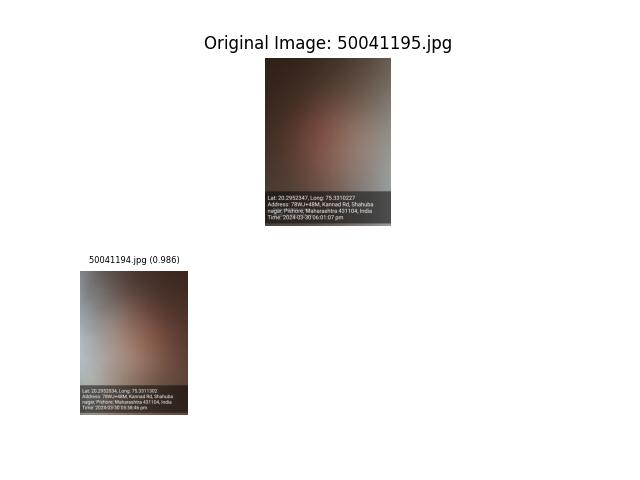 Original Image: 50041195.jpg
Lat: 20.2952347, Long: 75.3310227
Address: 78WJ+48M, Kannad Rd, Shahuba
nagar, Pishore, Maharashtra 431104, India
Time: 2024-03-30 06:01:07 pm
50041194.jpg (0.986)
Lat: 20.2952034, Long: 75.3311302
Address: 78WJ+48M, Kannad Rd, Shahuba
nagar, Pishore, Maharashtra 431104, India
Time: 2024-03-30 05:58:46 pm